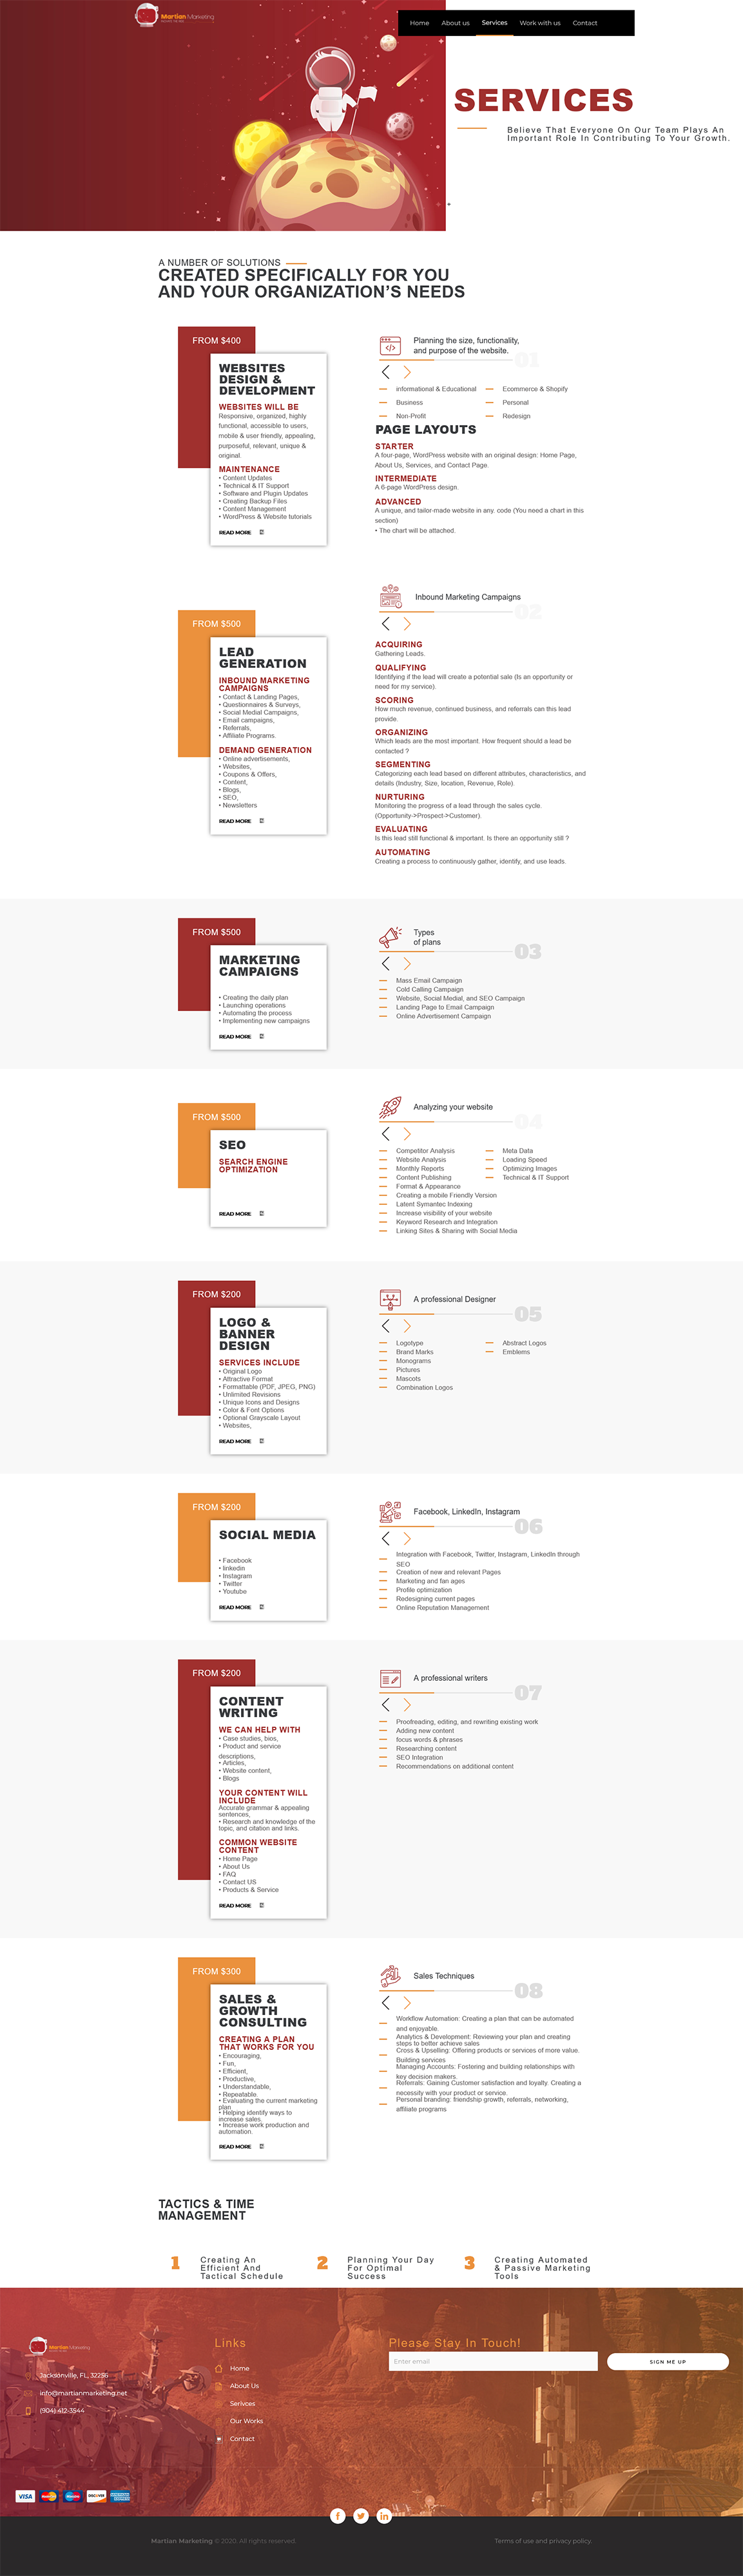 Martian Marketing
Home
About us
Services
Work with us
Contact
SERVICES
Believe That Everyone On Our Team Plays An
Important Role In Contributing To Your Growth.
A NUMBER OF SOLUTIONS
CREATED SPECIFICALLY FOR YOU
AND YOUR ORGANIZATION'S NEEDS
FROM $400
WEBSITES
DESIGN &
DEVELOPMENT
WEBSITES WILL BE
Responsive, organized, highly
functional, accessible to users,
mobile & user friendly, appealing,
purposeful, relevant, unique &
original.
MAINTENANCE
• Content Updates
• Technical & IT Support
• Software and Plugin Updates
• Creating Backup Files
• Content Management
• WordPress & Website tutorials
READ MORE
Planning the size, functionality,
and purpose of the website.
01
informational & Educational
Ecommerce & Shopify
Business
Personal
Non-Profit
Redesign
PAGE LAYOUTS
STARTER
A four-page, WordPress website with an original design: Home Page,
About Us, Services, and Contact Page.
INTERMEDIATE
A 6-page WordPress design.
ADVANCED
A unique, and tailor-made website in any. code (You need a chart in this
section)
• The chart will be attached.
FROM $500
LEAD
GENERATION
INBOUND MARKETING
CAMPAIGNS
• Contact & Landing Pages,
• Questionnaires & Surveys,
• Social Medial Campaigns,
• Email campaigns,
• Referrals,
• Affiliate Programs.
DEMAND GENERATION
• Online advertisements,
• Websites,
• Coupons & Offers,
• Content,
• Blogs,
• SEO,
• Newsletters
READ MORE
Inbound Marketing Campaigns
02
ACQUIRING
Gathering Leads.
QUALIFYING
Identifying if the lead will create a potential sale (Is an opportunity or
need for my service).
SCORING
How much revenue, continued business, and referrals can this lead
provide.
ORGANIZING
Which leads are the most important. How frequent should a lead be
contacted ?
SEGMENTING
Categorizing each lead based on different attributes, characteristics, and
details (Industry, Size, location, Revenue, Role).
NURTURING
Monitoring the progress of a lead through the sales cycle.
(Opportunity->Prospect->Customer).
EVALUATING
Is this lead still functional & important. Is there an opportunity still ?
AUTOMATING
Creating a process to continuously gather, identify, and use leads.
FROM $500
MARKETING
CAMPAIGNS
• Creating the daily plan
• Launching operations
• Automating the process
• Implementing new campaigns
READ MORE
Types
of plans
03
Mass Email Campaign
Cold Calling Campaign
Website, Social Medial, and SEO Campaign
Landing Page to Email Campaign
Online Advertisement Campaign
FROM $500
SEO
SEARCH ENGINE
OPTIMIZATION
READ MORE
Analyzing your website
04
Competitor Analysis
Website Analysis
Monthly Reports
Content Publishing
Format & Appearance
Creating a mobile Friendly Version
Latent Symantec Indexing
Increase visibility of your website
Keyword Research and Integration
Linking Sites & Sharing with Social Media
Meta Data
Loading Speed
Optimizing Images
Technical & IT Support
FROM $200
LOGO &
BANNER
DESIGN
SERVICES INCLUDE
• Original Logo
• Attractive Format
• Formattable (PDF, JPEG, PNG)
• Unlimited Revisions
• Unique Icons and Designs
• Color & Font Options
• Optional Grayscale Layout
• Websites,
READ MORE
A professional Designer
05
Logotype
Brand Marks
Monograms
Pictures
Mascots
Combination Logos
Abstract Logos
Emblems
FROM $200
SOCIAL MEDIA
• Facebook
• linkedin
• Instagram
• Twitter
• Youtube
READ MORE
Facebook, LinkedIn, Instagram
06
Integration with Facebook, Twitter, Instagram, LinkedIn through
SEO
Creation of new and relevant Pages
Marketing and fan ages
Profile optimization
Redesigning current pages
Online Reputation Management
FROM $200
CONTENT
WRITING
WE CAN HELP WITH
• Case studies, bios,
• Product and service
descriptions,
• Articles,
• Website content,
• Blogs
YOUR CONTENT WILL
INCLUDE
Accurate grammar & appealing
sentences,
• Research and knowledge of the
topic, and citation and links.
COMMON WEBSITE
CONTENT
• Home Page
• About Us
• FAQ
• Contact US
• Products & Service
READ MORE
A professional writers
07
Proofreading, editing, and rewriting existing work
Adding new content
focus words & phrases
Researching content
SEO Integration
Recommendations on additional content
FROM $300
SALES &
GROWTH
CONSULTING
CREATING A PLAN
THAT WORKS FOR YOU
• Encouraging,
• Fun,
• Efficient,
• Productive,
• Understandable,
• Repeatable.
• Evaluating the current marketing
plan
• Helping identify ways to
increase sales.
• Increase work production and
automation.
READ MORE
Sales Techniques
08
Workflow Automation: Creating a plan that can be automated
and enjoyable.
Analytics & Development: Reviewing your plan and creating
steps to better achieve sales
Cross & Upselling: Offering products or services of more value.
Building services
Managing Accounts: Fostering and building relationships with
key decision makers.
Referrals: Gaining Customer satisfaction and loyalty. Creating a
necessity with your product or service.
Personal branding: friendship growth, referrals, networking,
affiliate programs
TACTICS & TIME
MANAGEMENT
1
Creating An
Efficient And
Tactical Schedule
2
Planning Your Day
For Optimal
Success
3
Creating Automated
& Passive Marketing
Tools
Martian Marketing
Jacksonville, FL, 32256
info@martianmarketing.net
(904) 412-3544
Links
Home
About Us
Serivces
Our Works
Contact
Please Stay In Touch!
Enter email
SIGN ME UP
VISA
DISCOVER
Martian Marketing © 2020. All rights reserved.
Terms of use and privacy policy.